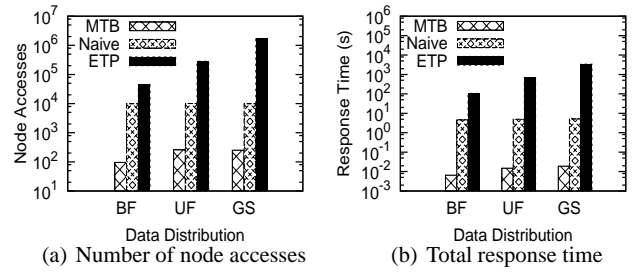 Node Accesses
10^7
10^6
10^5
10^4
10^3
10^2
10^1
MTB
Naive
ETP
BF UF GS
Data Distribution
(a) Number of node accesses
Response Time (s)
10^6
10^5
10^4
10^3
10^2
10^1
10^0
10^-1
10^-2
10^-3
MTB
Naive
ETP
BF UF GS
Data Distribution
(b) Total response time